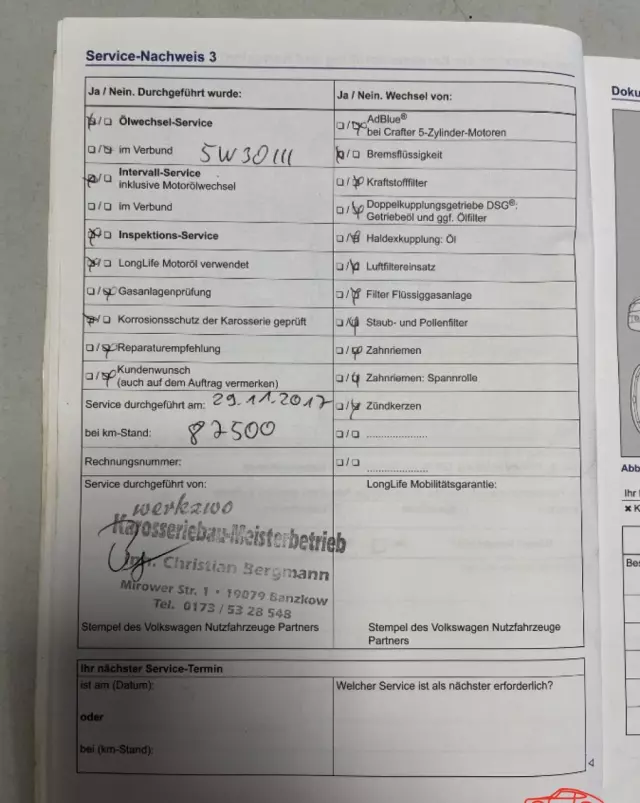 Service-Nachweis 3
Ja / Nein. Durchgeführt wurde:
Ölwechsel-Service
im Verbund 5W30 III
Intervall-Service
inklusive Motorölwechsel
im Verbund
Inspektions-Service
LongLife Motoröl verwendet
Gasanlagenprüfung
Korrosionsschutz der Karosserie geprüft
Reparaturempfehlung
Kundenwunsch
(auch auf dem Auftrag vermerken)
Service durchgeführt am: 29.11.2017
bei km-Stand: 87500
Rechnungsnummer:
Service durchgeführt von:
werkzwo
Karosseriebau-Meisterbetrieb
Christian Bergmann
Mirower Str. 1 • 19079 Banzkow
Tel. 0173 / 53 28 548
Stempel des Volkswagen Nutzfahrzeuge Partners
Ja / Nein. Wechsel von:
AdBlue®
bei Crafter 5-Zylinder-Motoren
Bremsflüssigkeit
Kraftstofffilter
Doppelkupplungsgetriebe DSG®:
Getriebeöl und ggf. Ölfilter
Haldexkupplung: Öl
Luftfiltereinsatz
Filter Flüssiggasanlage
Staub- und Pollenfilter
Zahnriemen
Zahnriemen: Spannrolle
Zündkerzen
LongLife Mobilitätsgarantie:
Stempel des Volkswagen Nutzfahrzeuge
Partners
Ihr nächster Service-Termin
ist am (Datum):
oder
bei (km-Stand):
Welcher Service ist als nächster erforderlich?
4
Doku
Abb
Ihr
Bes